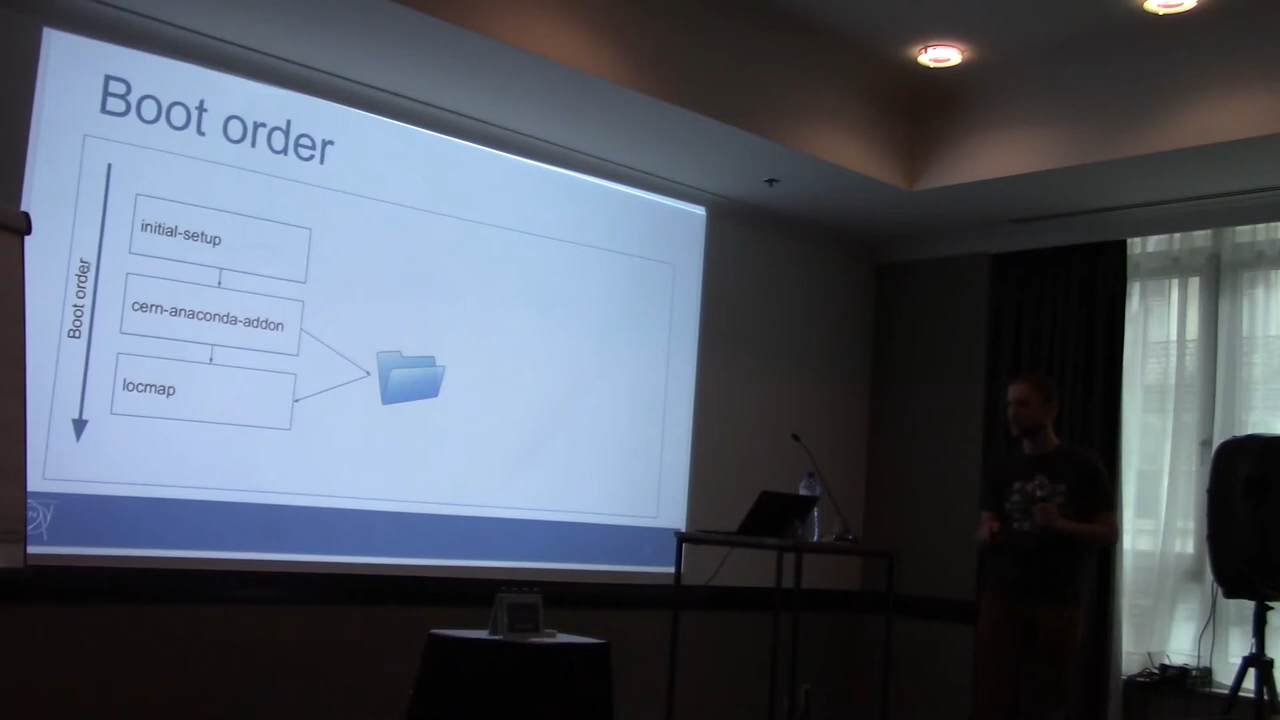 Boot order
Boot order
initial-setup
cern-anaconda-addon
locmap